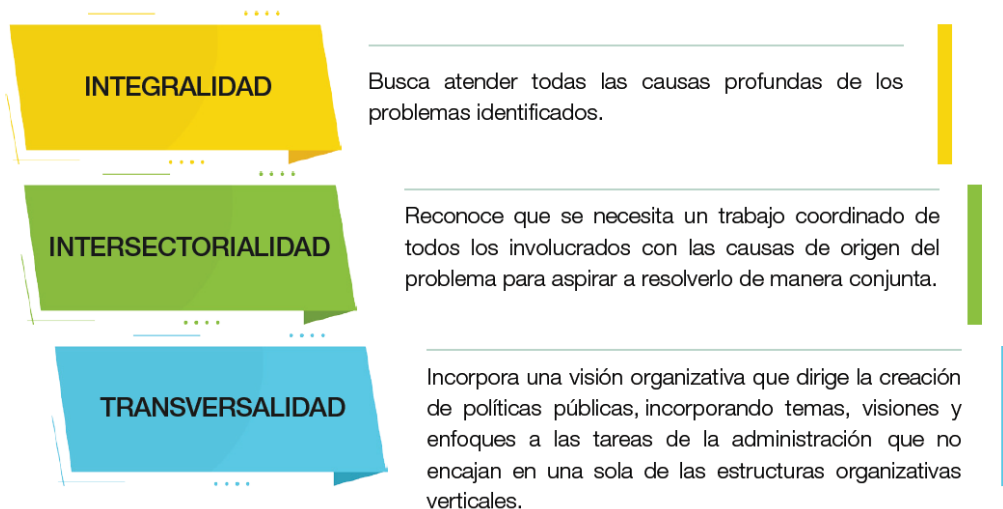 INTEGRALIDAD
Busca atender todas las causas profundas de los
problemas identificados.
INTERSECTORIALIDAD
Reconoce que se necesita un trabajo coordinado de
todos los involucrados con las causas de origen del
problema para aspirar a resolverlo de manera conjunta.
TRANSVERSALIDAD
Incorpora una visión organizativa que dirige la creación
de políticas públicas, incorporando temas, visiones y
enfoques a las tareas de la administración que no
encajan en una sola de las estructuras organizativas
verticales.